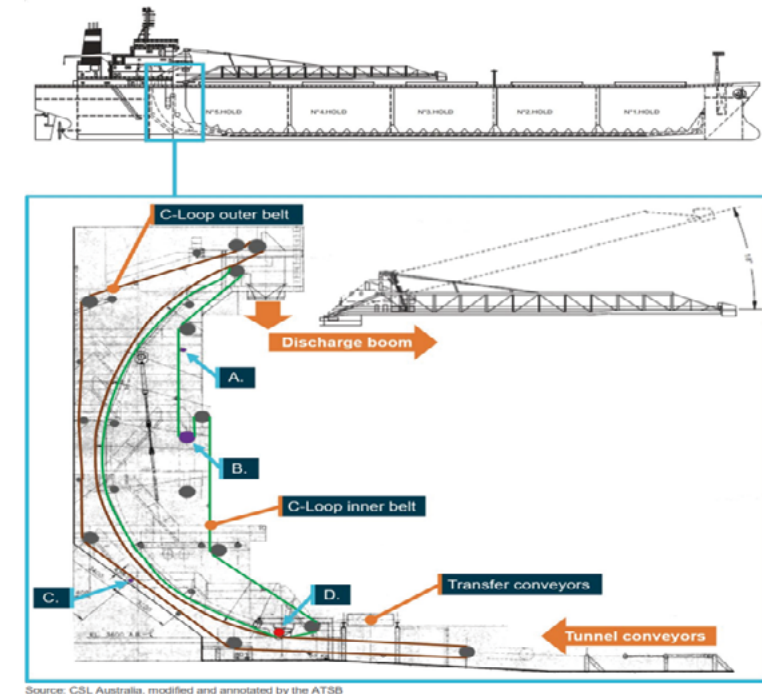 N°5.HOLD
N°4.HOLD
N°3.HOLD
N°2.HOLD
N°1.HOLD
C-Loop outer belt
Discharge boom
A.
B.
C-Loop inner belt
C.
D.
Transfer conveyors
Tunnel conveyors
Source: CSL Australia, modified and annotated by the ATSB